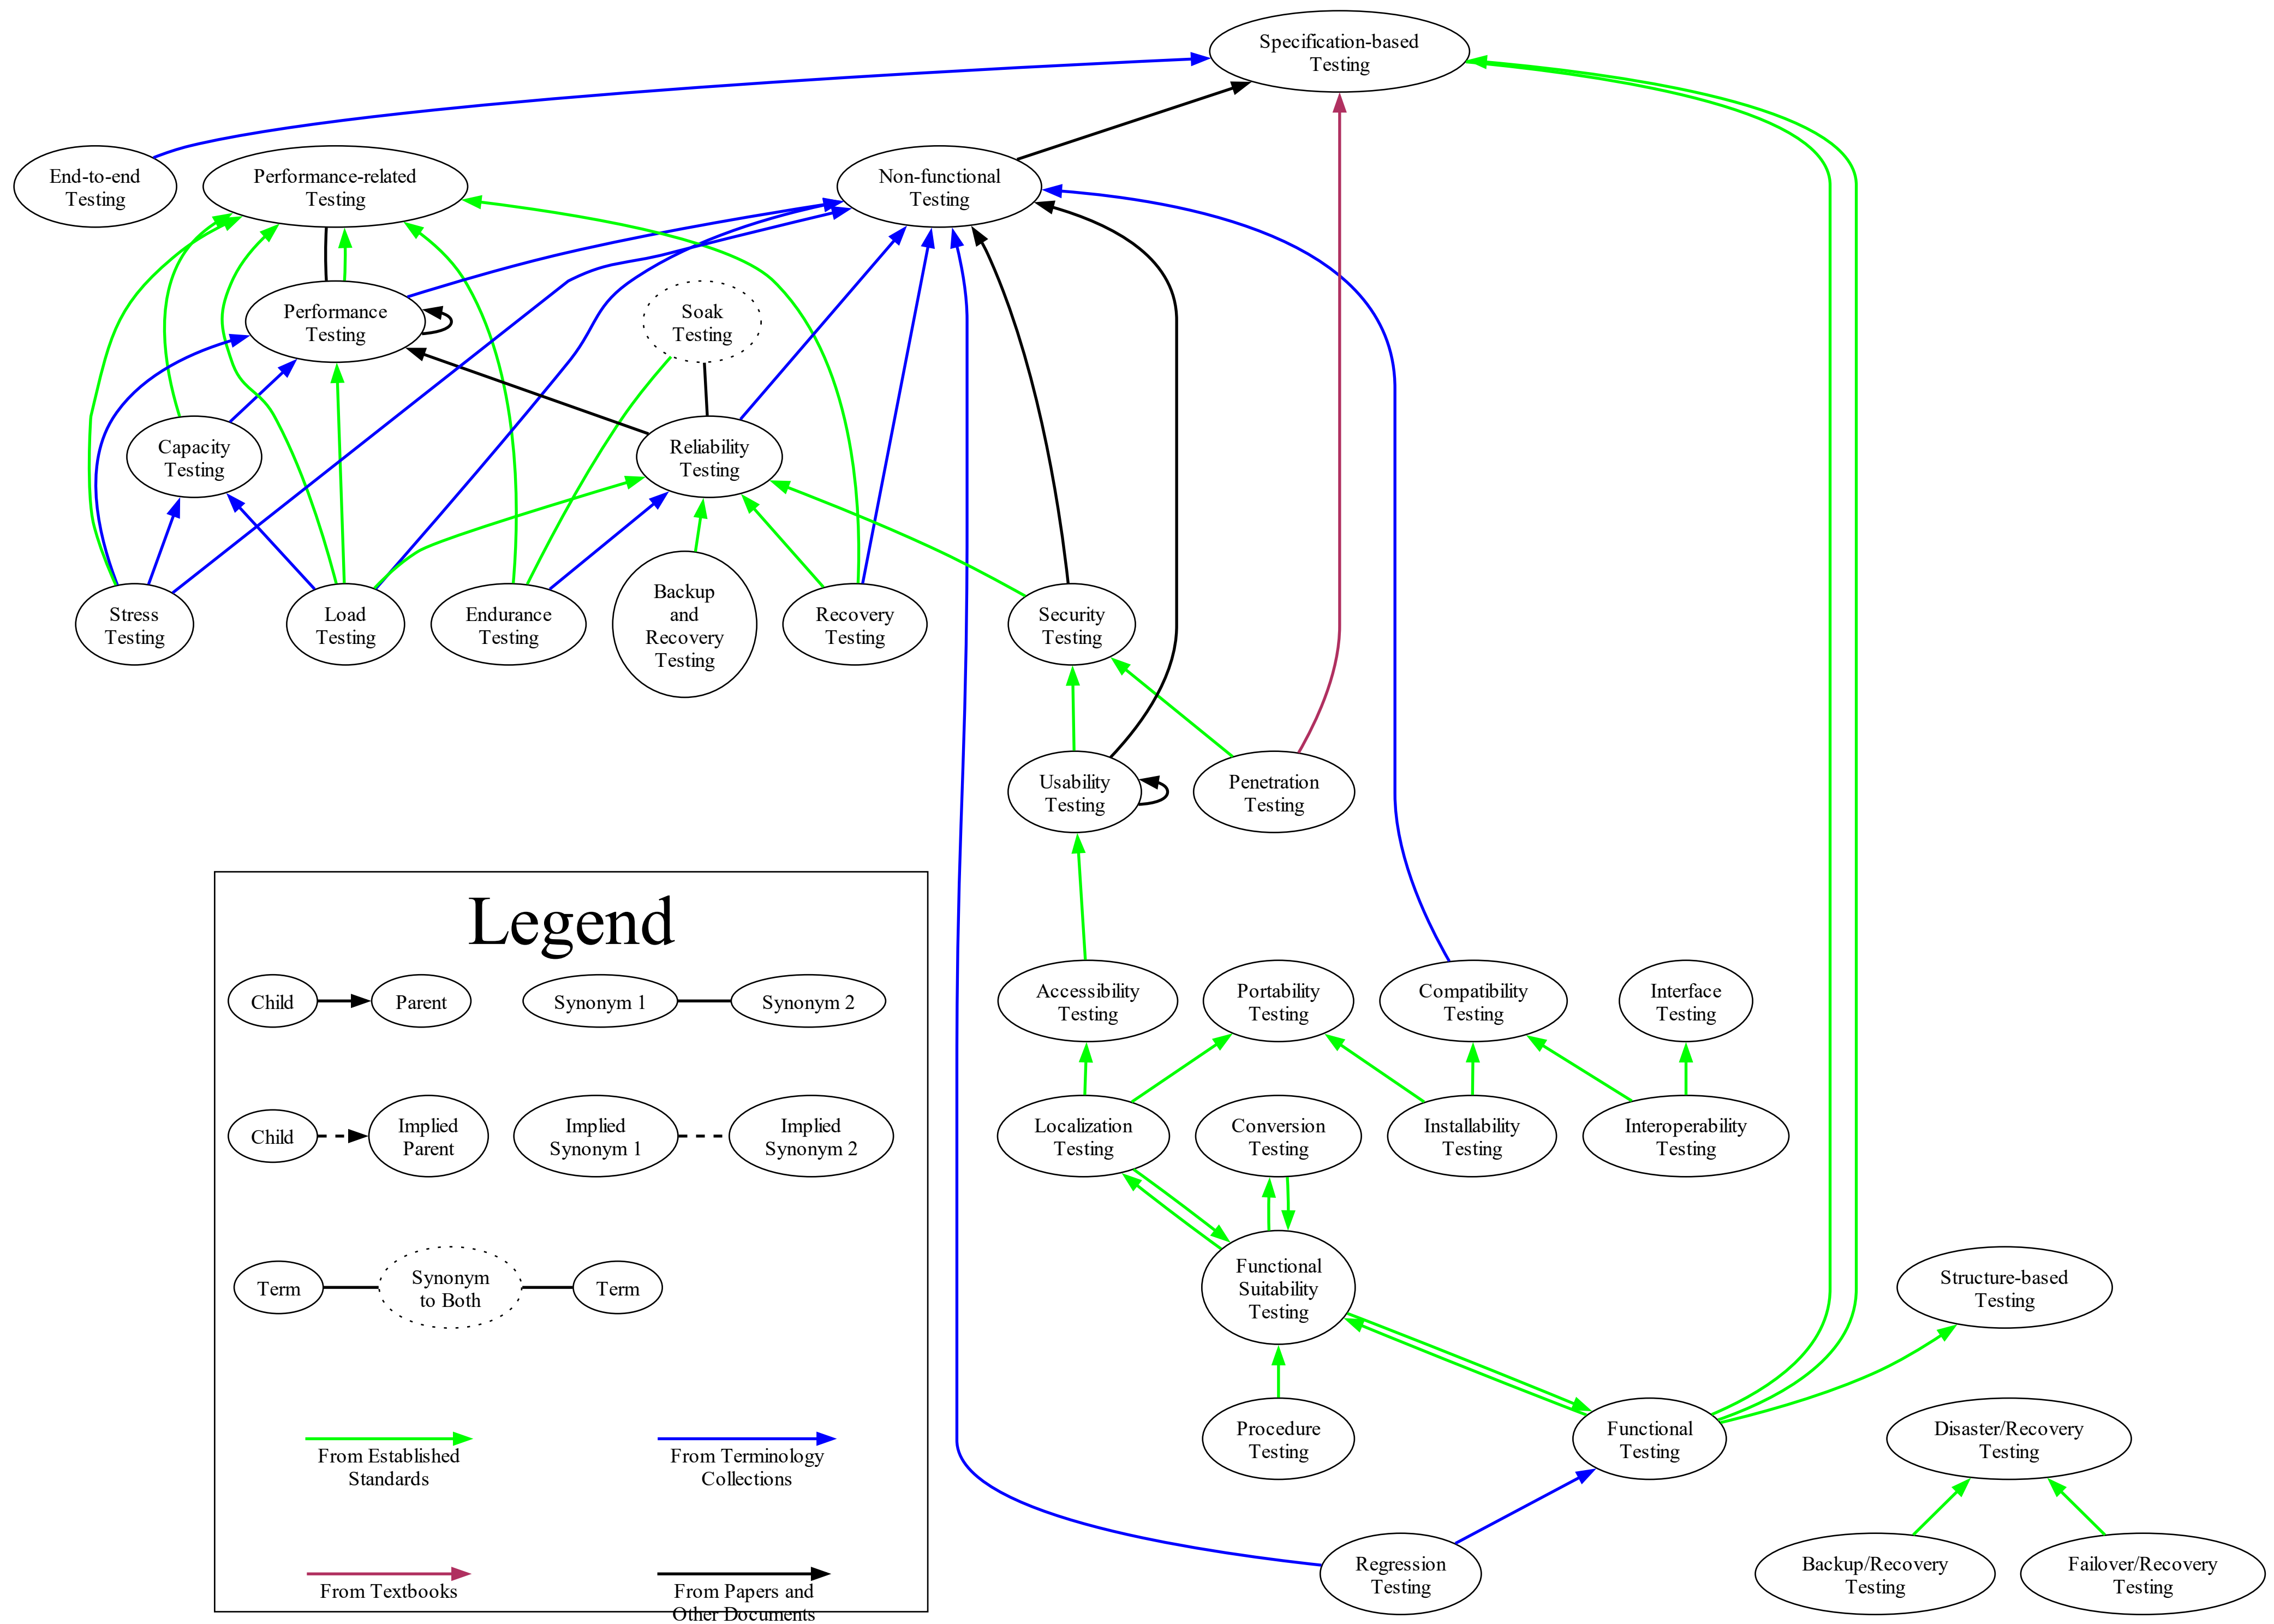 Specification-based
Testing
End-to-end
Testing
Performance-related
Testing
Non-functional
Testing
Performance
Testing
Soak
Testing
Capacity
Testing
Reliability
Testing
Stress
Testing
Load
Testing
Endurance
Testing
Backup
and
Recovery
Testing
Recovery
Testing
Security
Testing
Usability
Testing
Penetration
Testing
Accessibility
Testing
Portability
Testing
Compatibility
Testing
Interface
Testing
Localization
Testing
Conversion
Testing
Installability
Testing
Interoperability
Testing
Functional
Suitability
Testing
Structure-based
Testing
Procedure
Testing
Functional
Testing
Disaster/Recovery
Testing
Regression
Testing
Backup/Recovery
Testing
Failover/Recovery
Testing
Legend
Child
Parent
Synonym 1
Synonym 2
Child
Implied
Parent
Implied
Synonym 1
Implied
Synonym 2
Term
Synonym
to Both
Term
From Established
Standards
From Terminology
Collections
From Textbooks
From Papers and
Other Documents